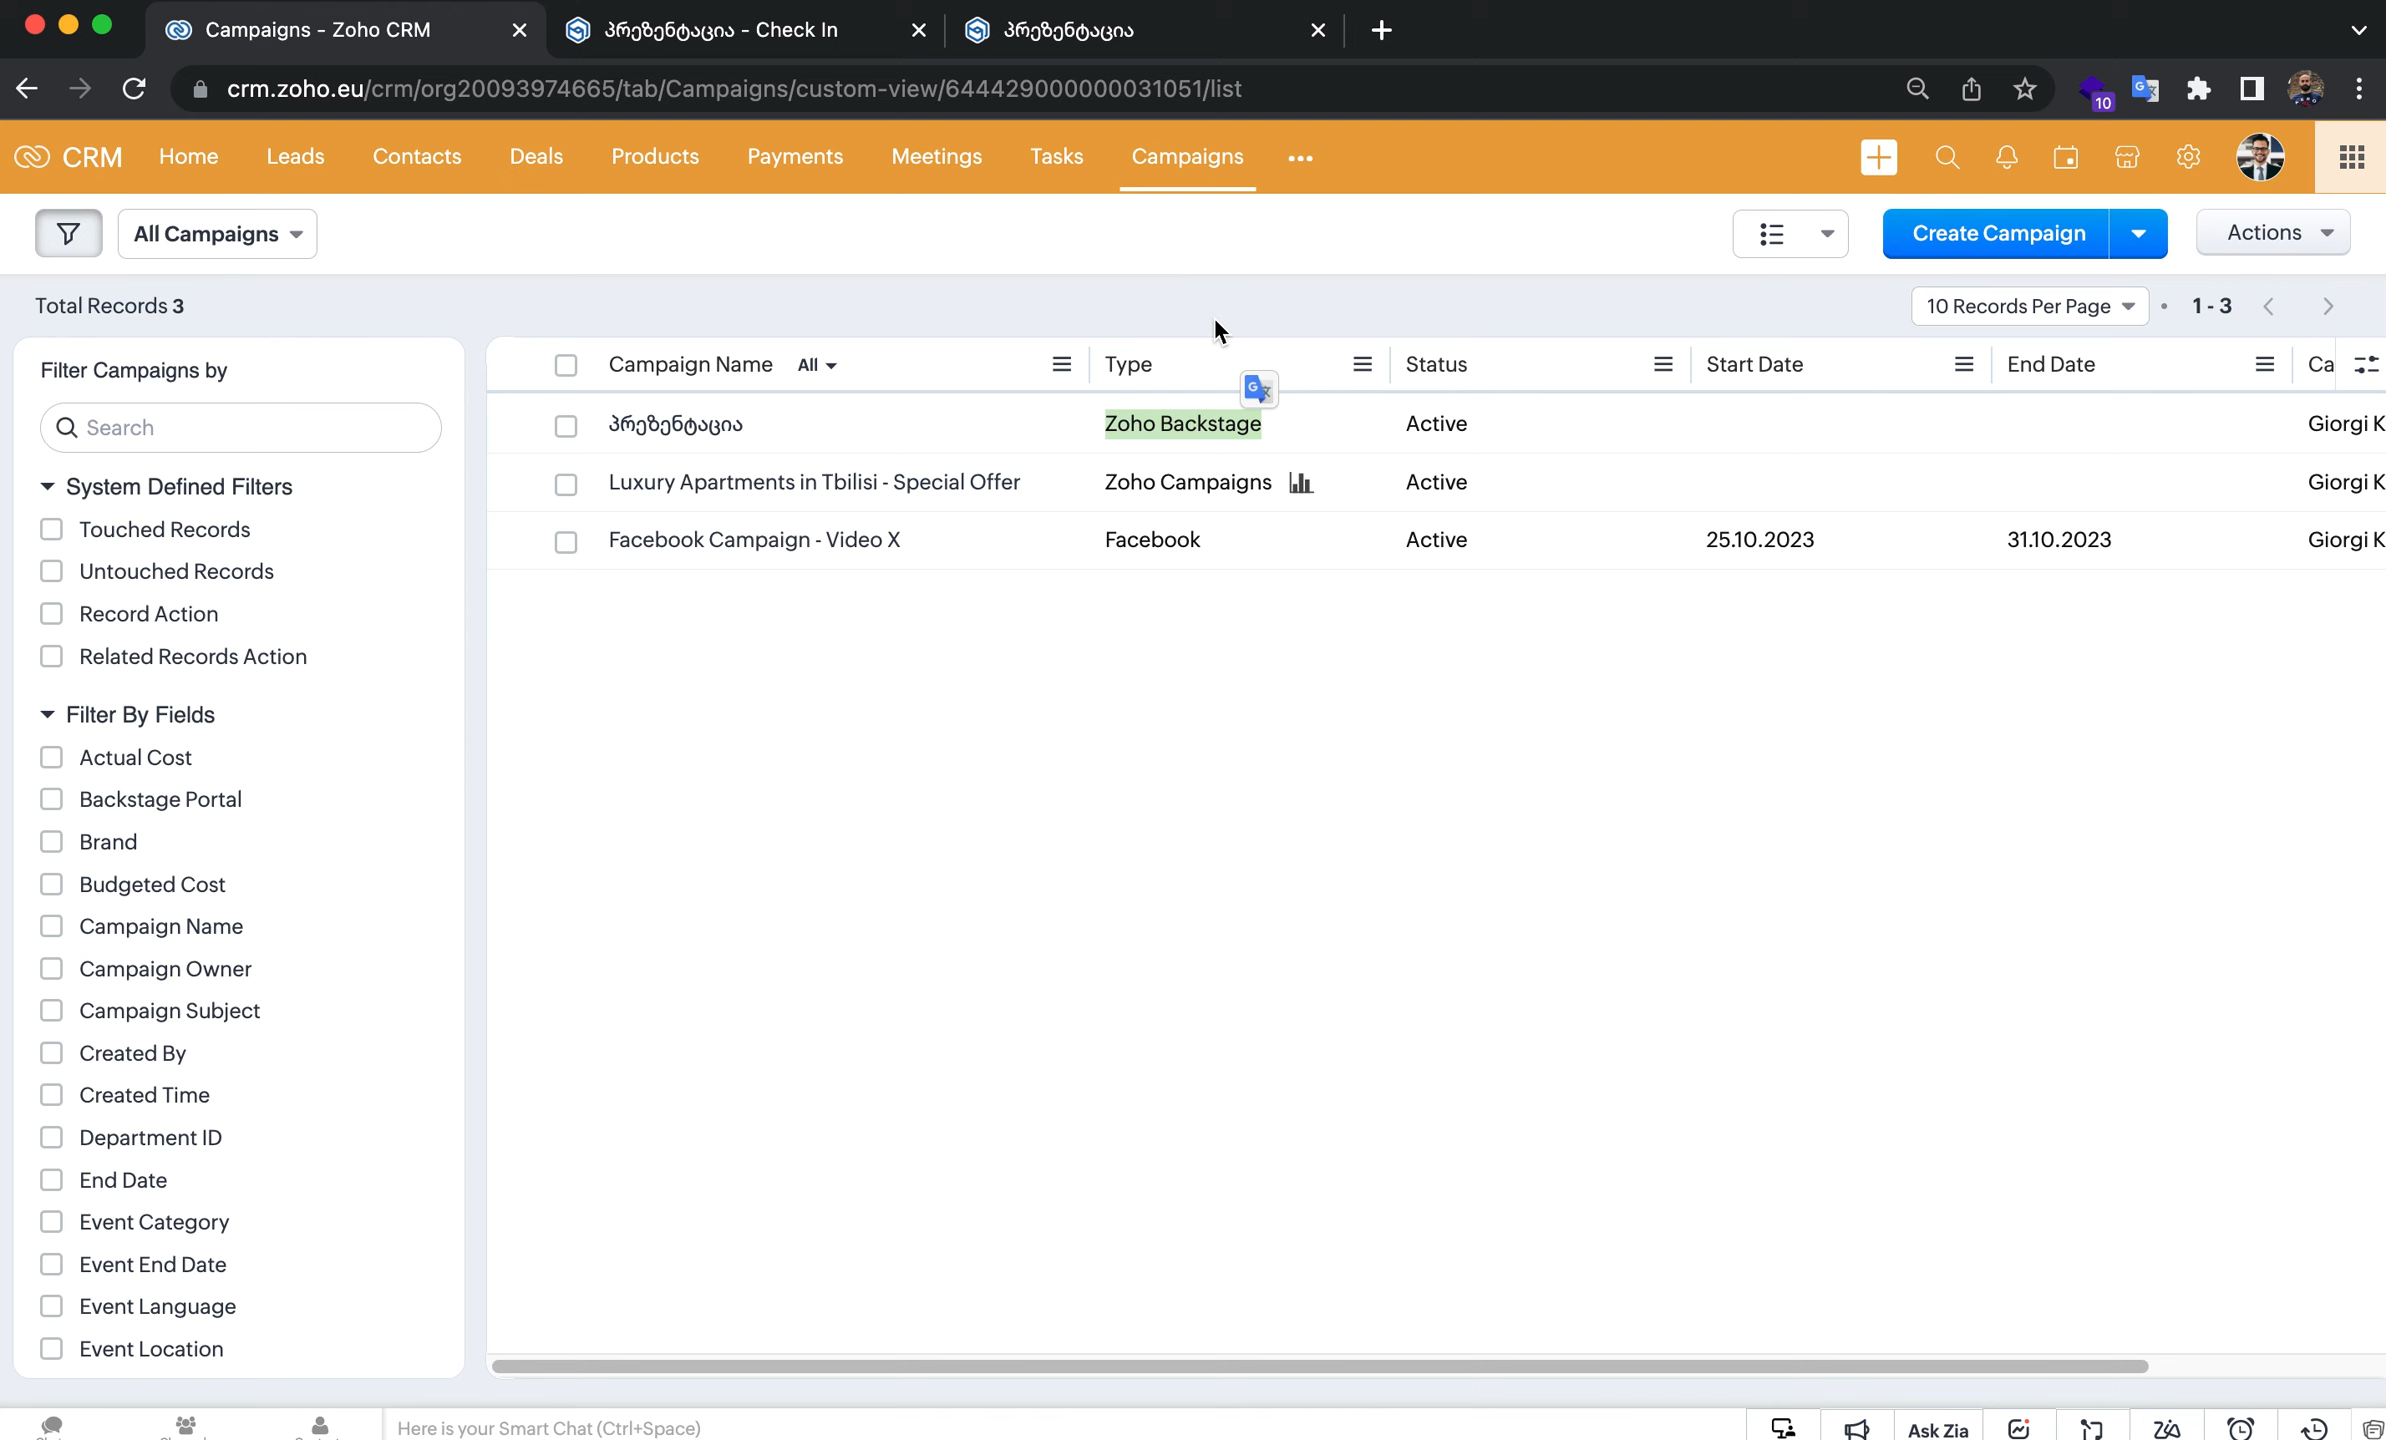 Campaigns - Zoho CRM
პრეზენტაცია - Check In
პრეზენტაცია
crm.zoho.eu/crm/org20093974665/tab/Campaigns/custom-view/644429000000031051/list
10
CRM
Home
Leads
Contacts
Deals
Products
Payments
Meetings
Tasks
Campaigns
All Campaigns
Create Campaign
Actions
Total Records 3
10 Records Per Page
1 - 3
Filter Campaigns by
Search
System Defined Filters
Touched Records
Untouched Records
Record Action
Related Records Action
Filter By Fields
Actual Cost
Backstage Portal
Brand
Budgeted Cost
Campaign Name
Campaign Owner
Campaign Subject
Created By
Created Time
Department ID
End Date
Event Category
Event End Date
Event Language
Event Location
Campaign Name All Type Status Start Date End Date Ca
პრეზენტაცია Zoho Backstage Active Giorgi K
Luxury Apartments in Tbilisi - Special Offer Zoho Campaigns Active Giorgi K
Facebook Campaign - Video X Facebook Active 25.10.2023 31.10.2023 Giorgi K
Here is your Smart Chat (Ctrl+Space)
Ask Zia